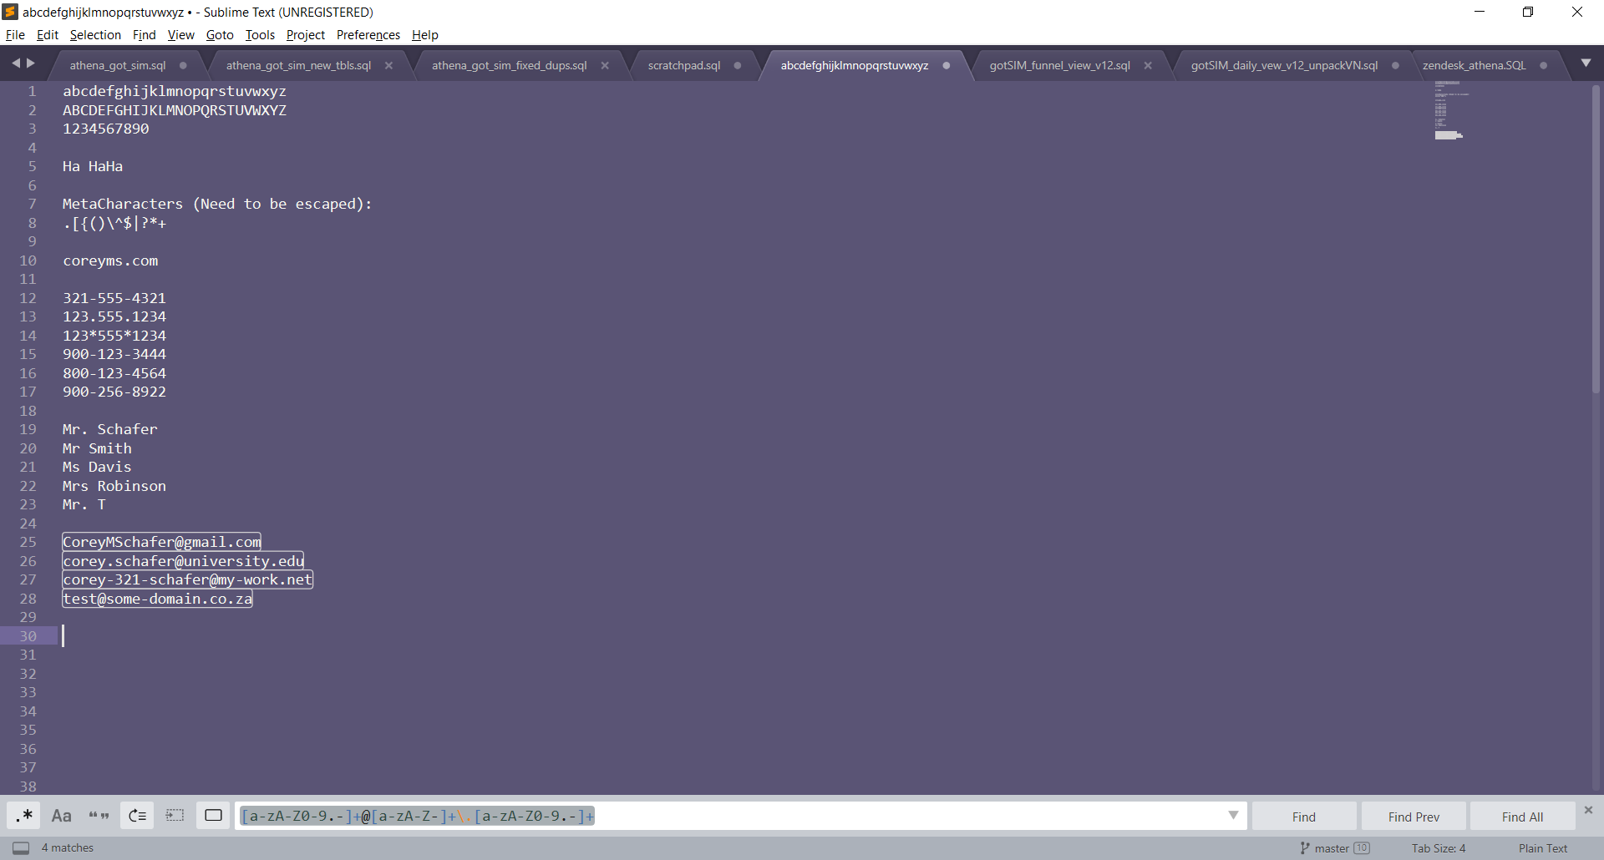 abcdefghijklmnopqrstuvwxyz • - Sublime Text (UNREGISTERED)
File Edit Selection Find View Goto Tools Project Preferences Help
athena_got_sim.sql athena_got_sim_new_tbls.sql athena_got_sim_fixed_dups.sql scratchpad.sql abcdefghijklmnopqrstuvwxyz gotSIM_funnel_view_v12.sql gotSIM_daily_vew_v12_unpackVN.sql zendesk_athena.SQL
1 abcdefghijklmnopqrstuvwxyz
2 ABCDEFGHIJKLMNOPQRSTUVWXYZ
3 1234567890
4
5 Ha HaHa
6
7 MetaCharacters (Need to be escaped):
8 .[{()\^$|?*+
9
10 coreyms.com
11
12 321-555-4321
13 123.555.1234
14 123*555*1234
15 900-123-3444
16 800-123-4564
17 900-256-8922
18
19 Mr. Schafer
20 Mr Smith
21 Ms Davis
22 Mrs Robinson
23 Mr. T
24
25 CoreyMSchafer@gmail.com
26 corey.schafer@university.edu
27 corey-321-schafer@my-work.net
28 test@some-domain.co.za
29
30
31
32
33
34
35
36
37
38
.* Aa “” [a-zA-Z0-9.-]+@[a-zA-Z-]+\.[a-zA-Z0-9.-]+ Find Find Prev Find All
4 matches master 10 Tab Size: 4 Plain Text